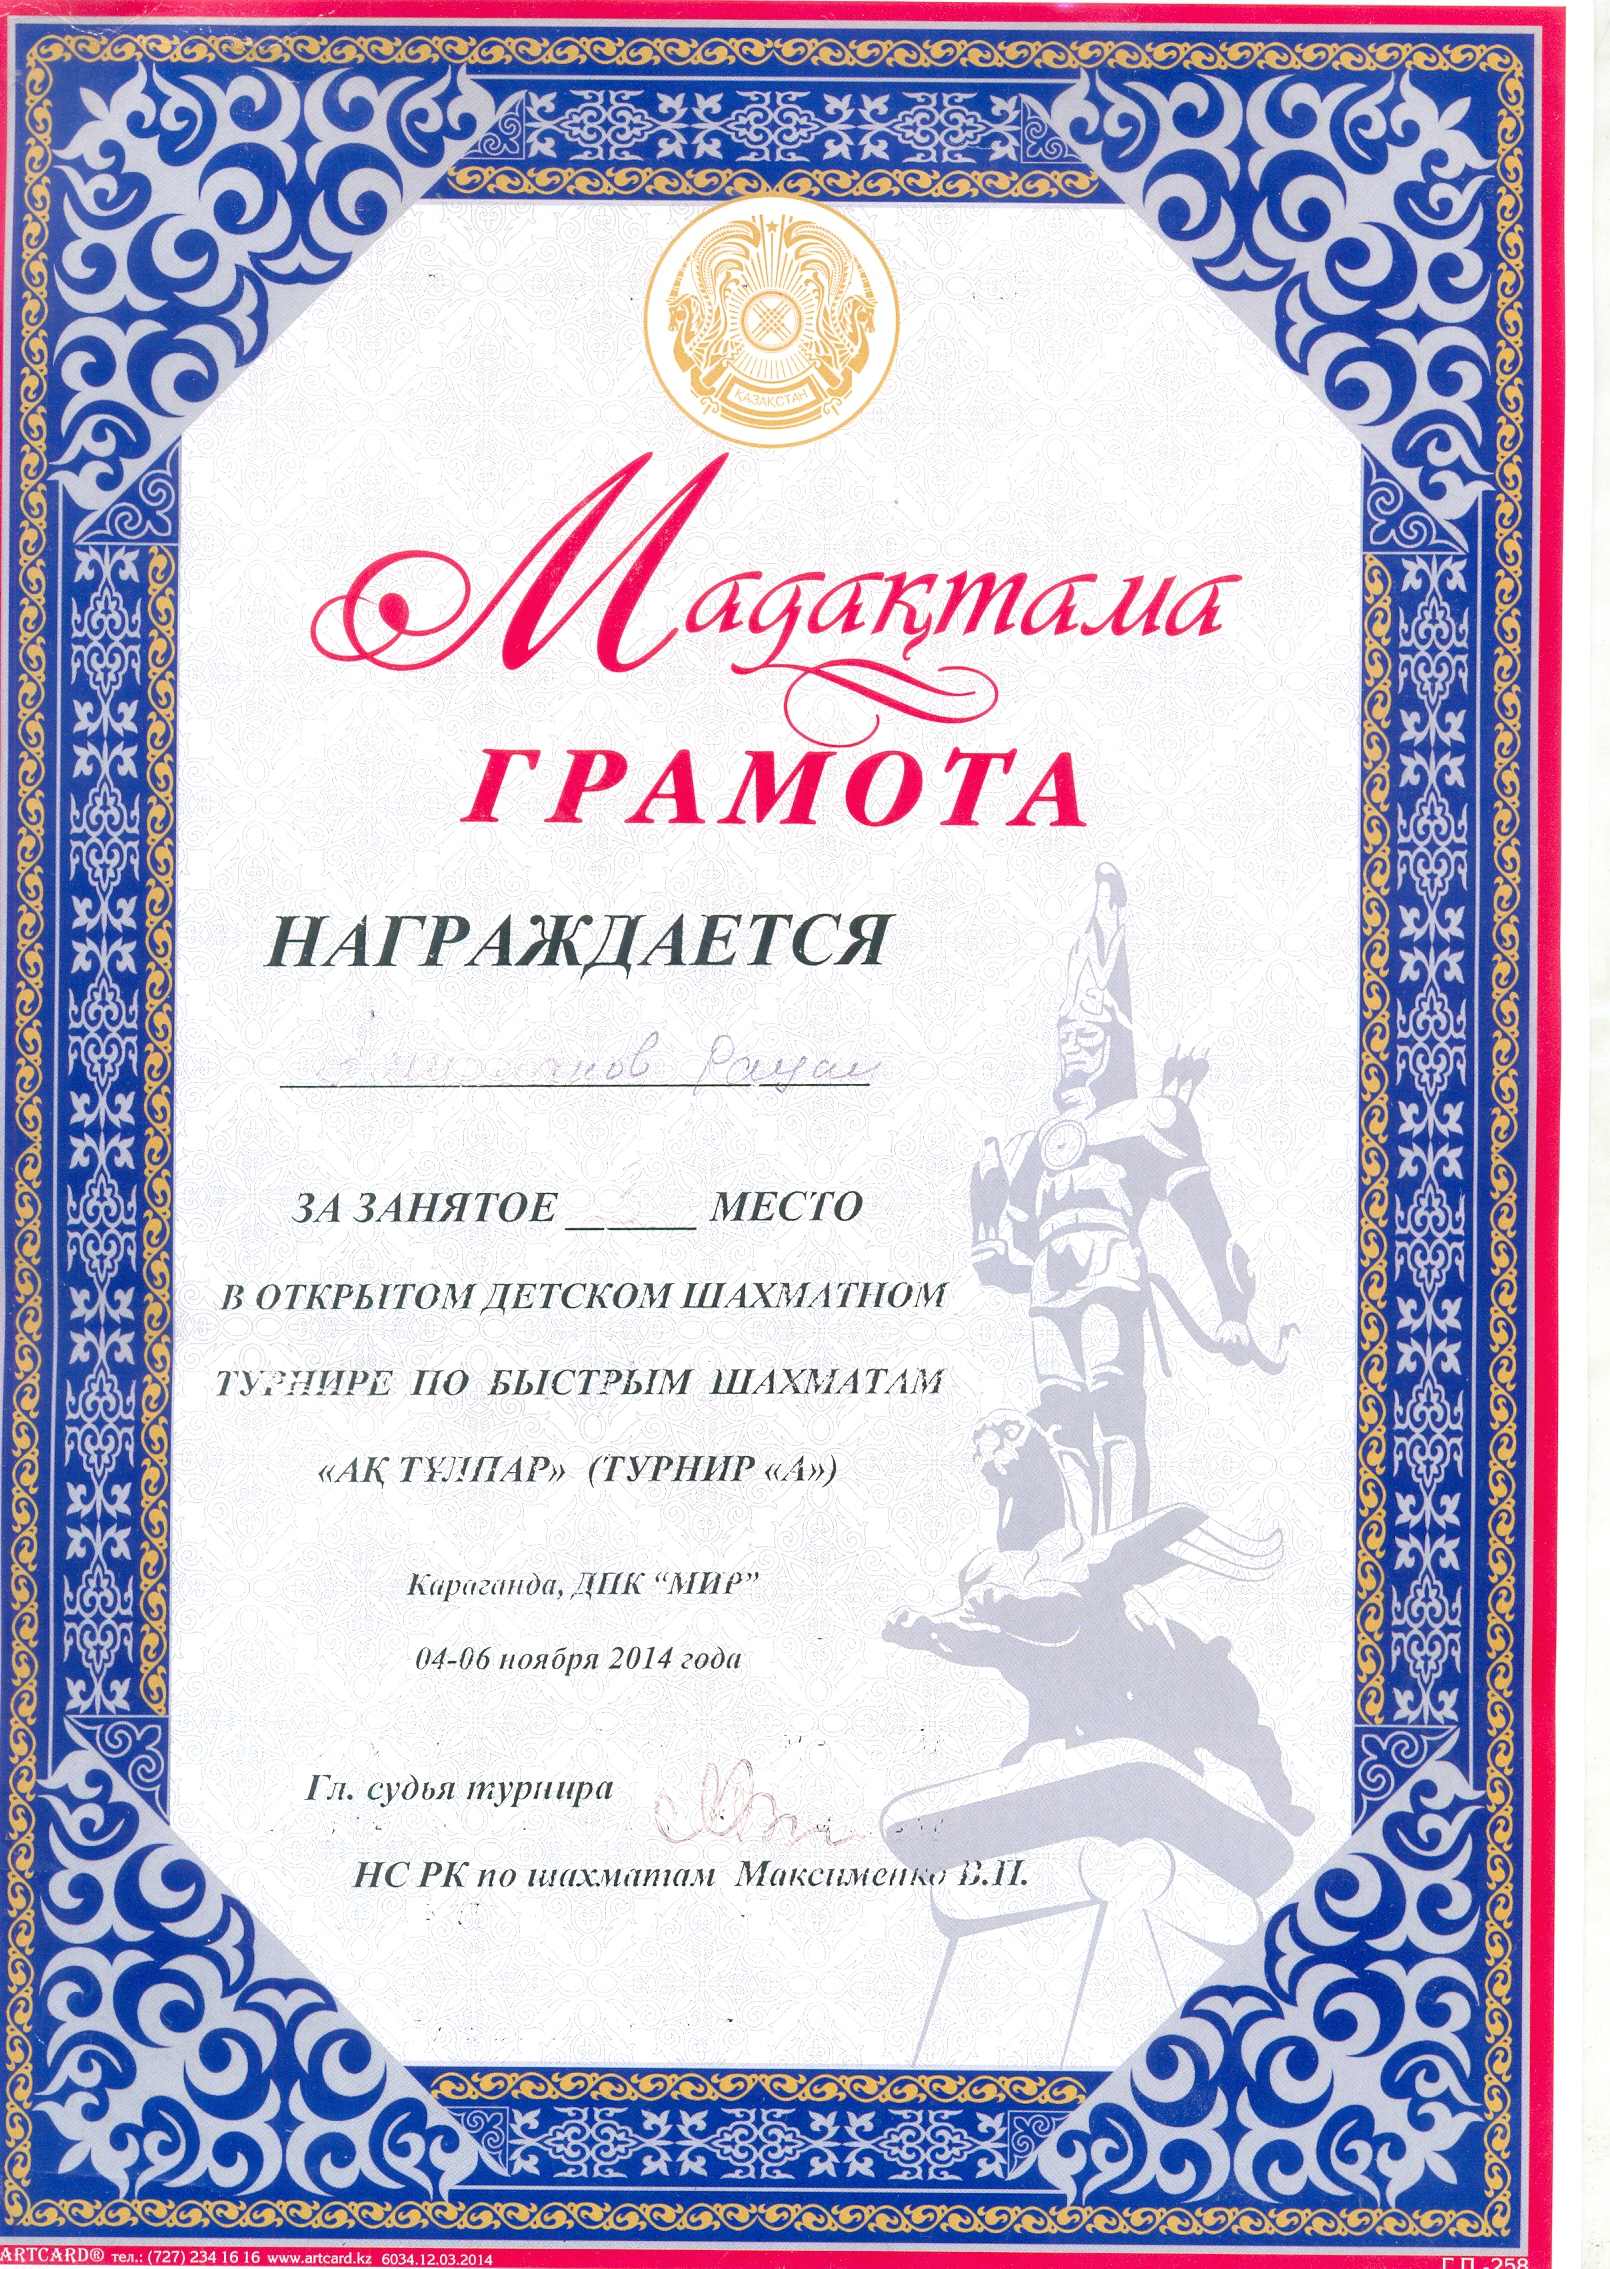 ҚАЗАҚСТАН
Мадақтама
ГРАМОТА
НАГРАЖДАЕТСЯ
ЗА ЗАНЯТОЕ ______ МЕСТО
В ОТКРЫТОМ ДЕТСКОМ ШАХМАТНОМ
ТУРНИРЕ ПО БЫСТРЫМ ШАХМАТАМ
«АҚ ТҰЛПАР» (ТУРНИР «А»)
Караганда, ДПК “МИР”
04-06 ноября 2014 года
Гл. судья турнира
НС РК по шахматам Максименко В.П.
ARTCARD® тел.: (727) 234 16 16 www.artcard.kz 6034.12.03.2014
Г.П.-258